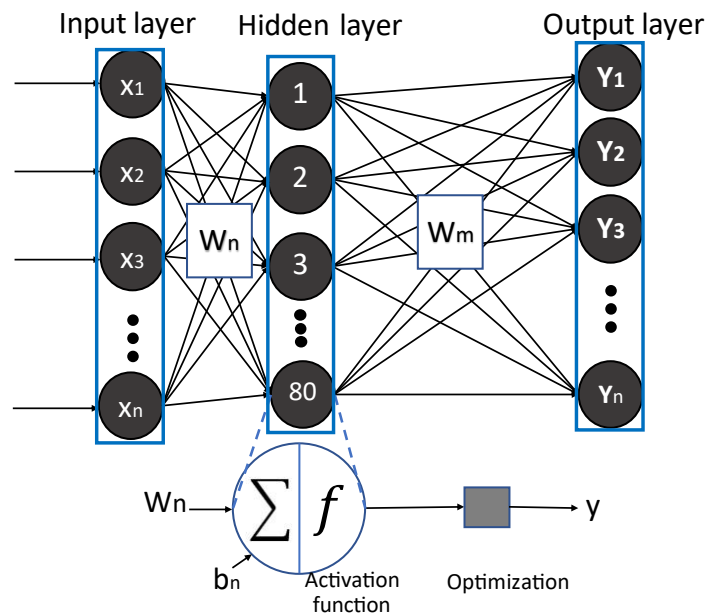 Input layer
Hidden layer
Output layer
x1
x2
x3
xn
Wn
1
2
3
80
Wm
Y1
Y2
Y3
Yn
Wn
bn
∑
f
y
Activation
function
Optimization